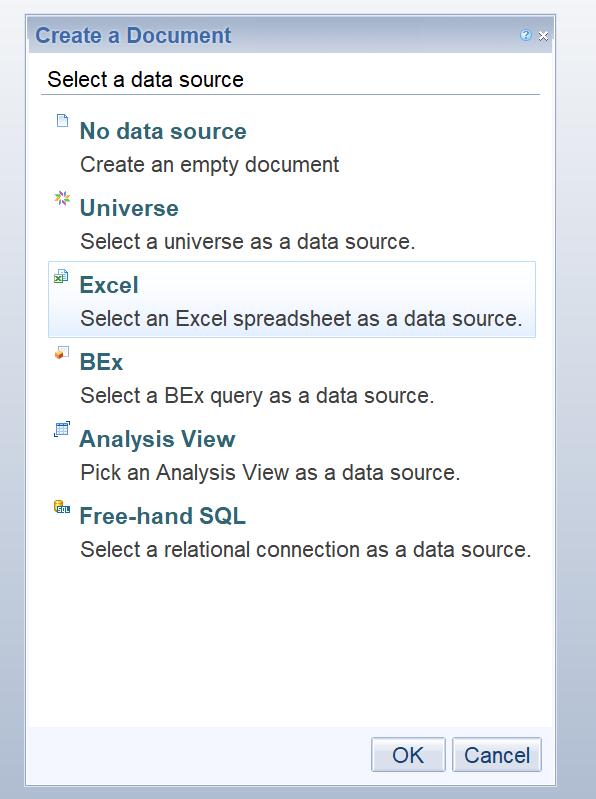 Create a Document
Select a data source
No data source
Create an empty document
Universe
Select a universe as a data source.
Excel
Select an Excel spreadsheet as a data source.
BEx
Select a BEx query as a data source.
Analysis View
Pick an Analysis View as a data source.
Free-hand SQL
Select a relational connection as a data source.
OK Cancel